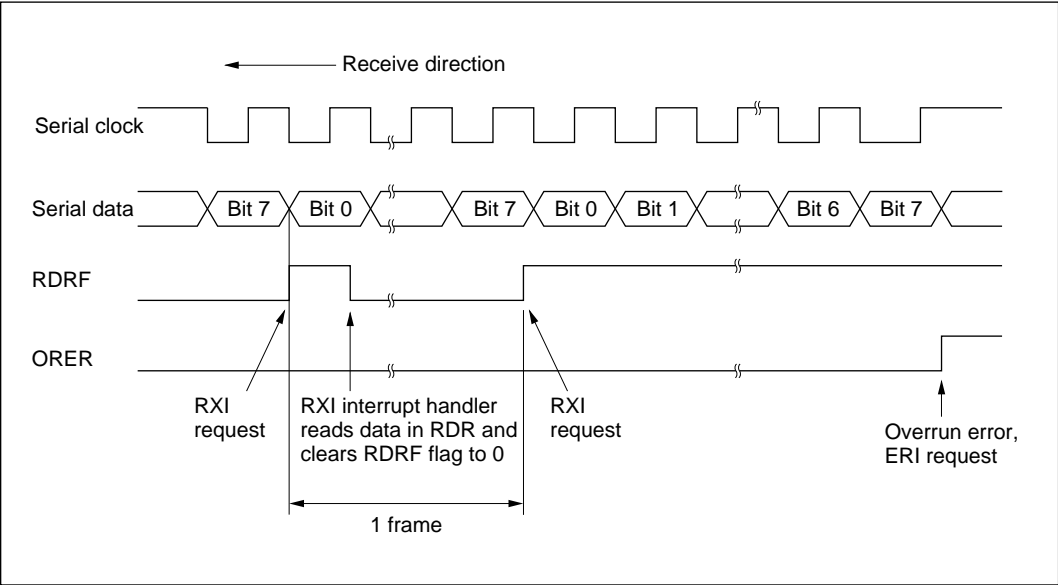 Receive direction
Serial clock
Serial data
Bit 7
Bit 0
Bit 7
Bit 0
Bit 1
Bit 6
Bit 7
RDRF
ORER
RXI
request
RXI interrupt handler
reads data in RDR and
clears RDRF flag to 0
RXI
request
Overrun error,
ERI request
1 frame